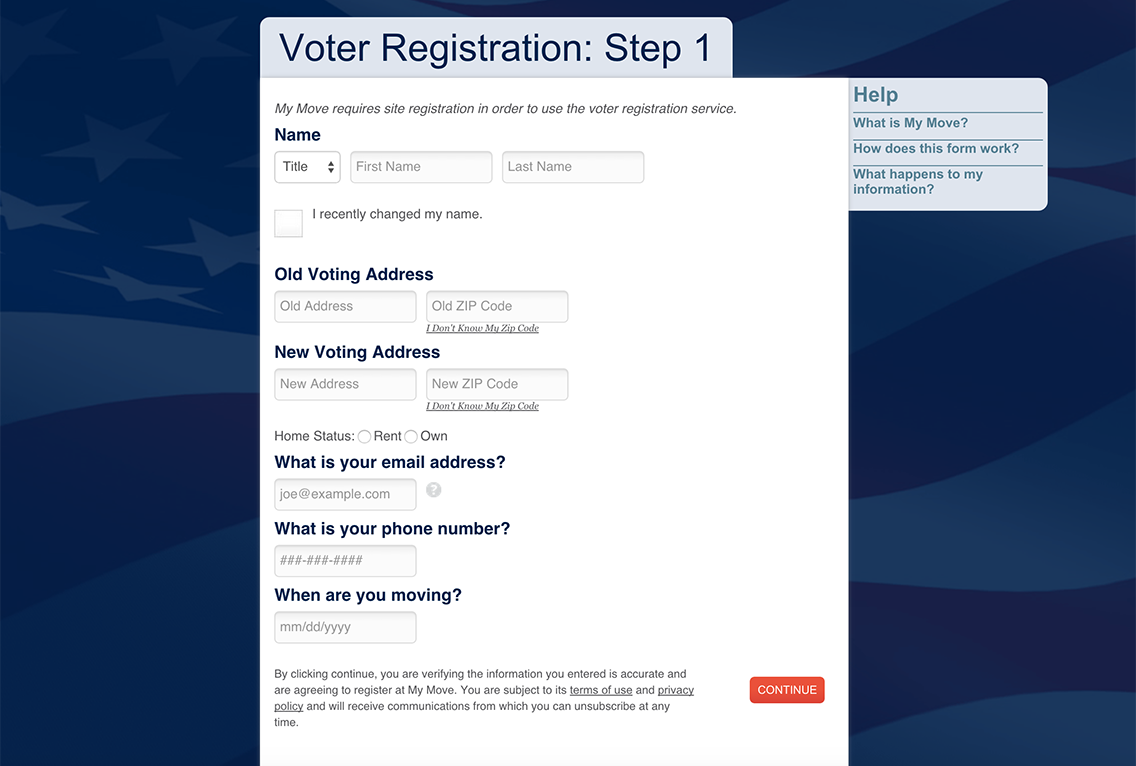 Voter Registration: Step 1
My Move requires site registration in order to use the voter registration service.
Name
Title First Name Last Name
I recently changed my name.
Old Voting Address
Old Address Old ZIP Code
I Don't Know My Zip Code
New Voting Address
New Address New ZIP Code
I Don't Know My Zip Code
Home Status: Rent Own
What is your email address?
joe@example.com ?
What is your phone number?
###-###-####
When are you moving?
mm/dd/yyyy
By clicking continue, you are verifying the information you entered is accurate and
are agreeing to register at My Move. You are subject to its terms of use and privacy
policy and will receive communications from which you can unsubscribe at any
time.
CONTINUE
Help
What is My Move?
How does this form work?
What happens to my
information?